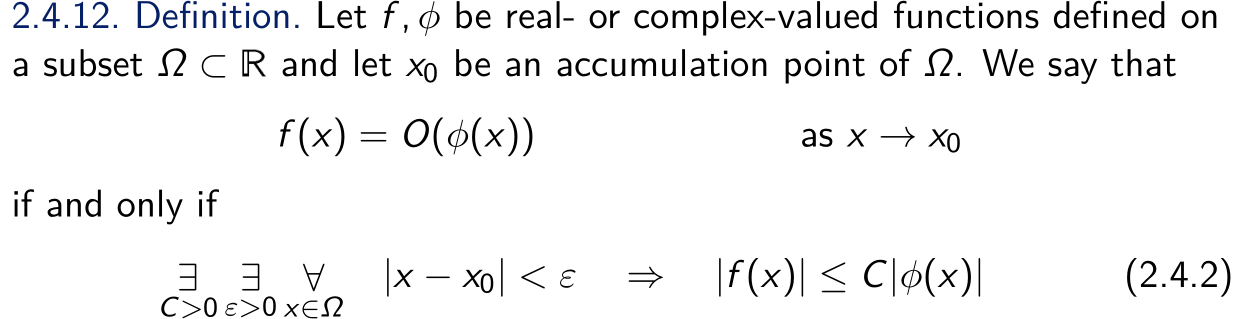 2.4.12. Definition. Let f, ϕ be real- or complex-valued functions defined on
a subset Ω ⊂ ℝ and let x₀ be an accumulation point of Ω. We say that
f(x) = O(ϕ(x)) as x → x₀
if and only if
∃ ∃ ∀ |x − x₀| < ε ⇒ |f(x)| ≤ C|ϕ(x)| (2.4.2)
C>0 ε>0 x∈Ω